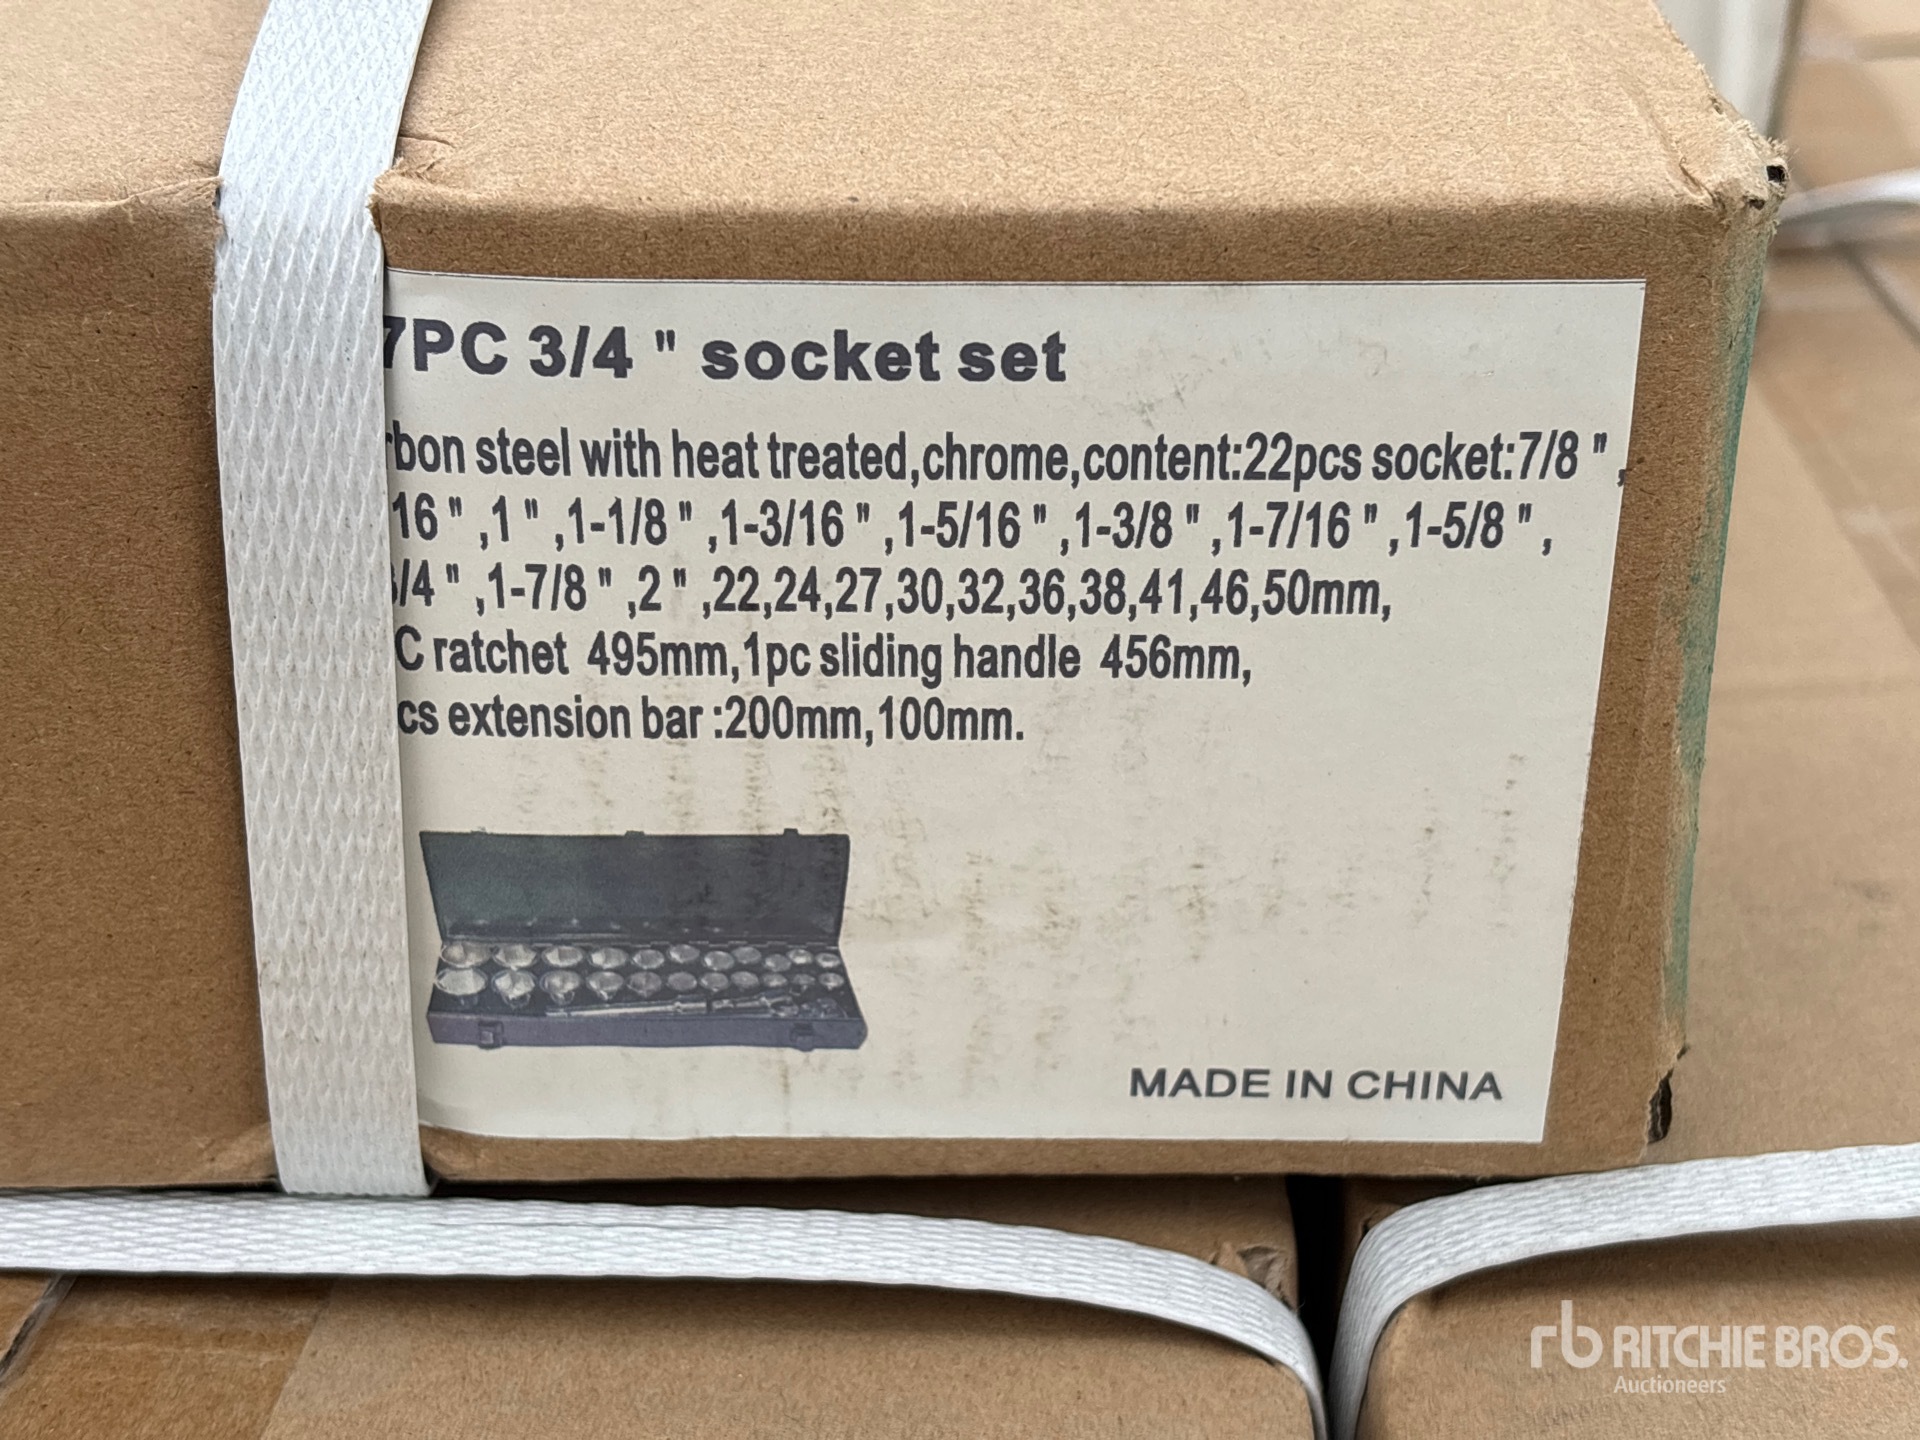 7PC 3/4 " socket set
rbon steel with heat treated,chrome,content:22pcs socket:7/8 ",
16 " ,1 " ,1-1/8 " ,1-3/16 " ,1-5/16 " ,1-3/8 " ,1-7/16 " ,1-5/8 " ,
/4 " ,1-7/8 " ,2 " ,22,24,27,30,32,36,38,41,46,50mm,
C ratchet 495mm,1pc sliding handle 456mm,
cs extension bar :200mm,100mm.
MADE IN CHINA
rb RITCHIE BROS.
Auctioneers